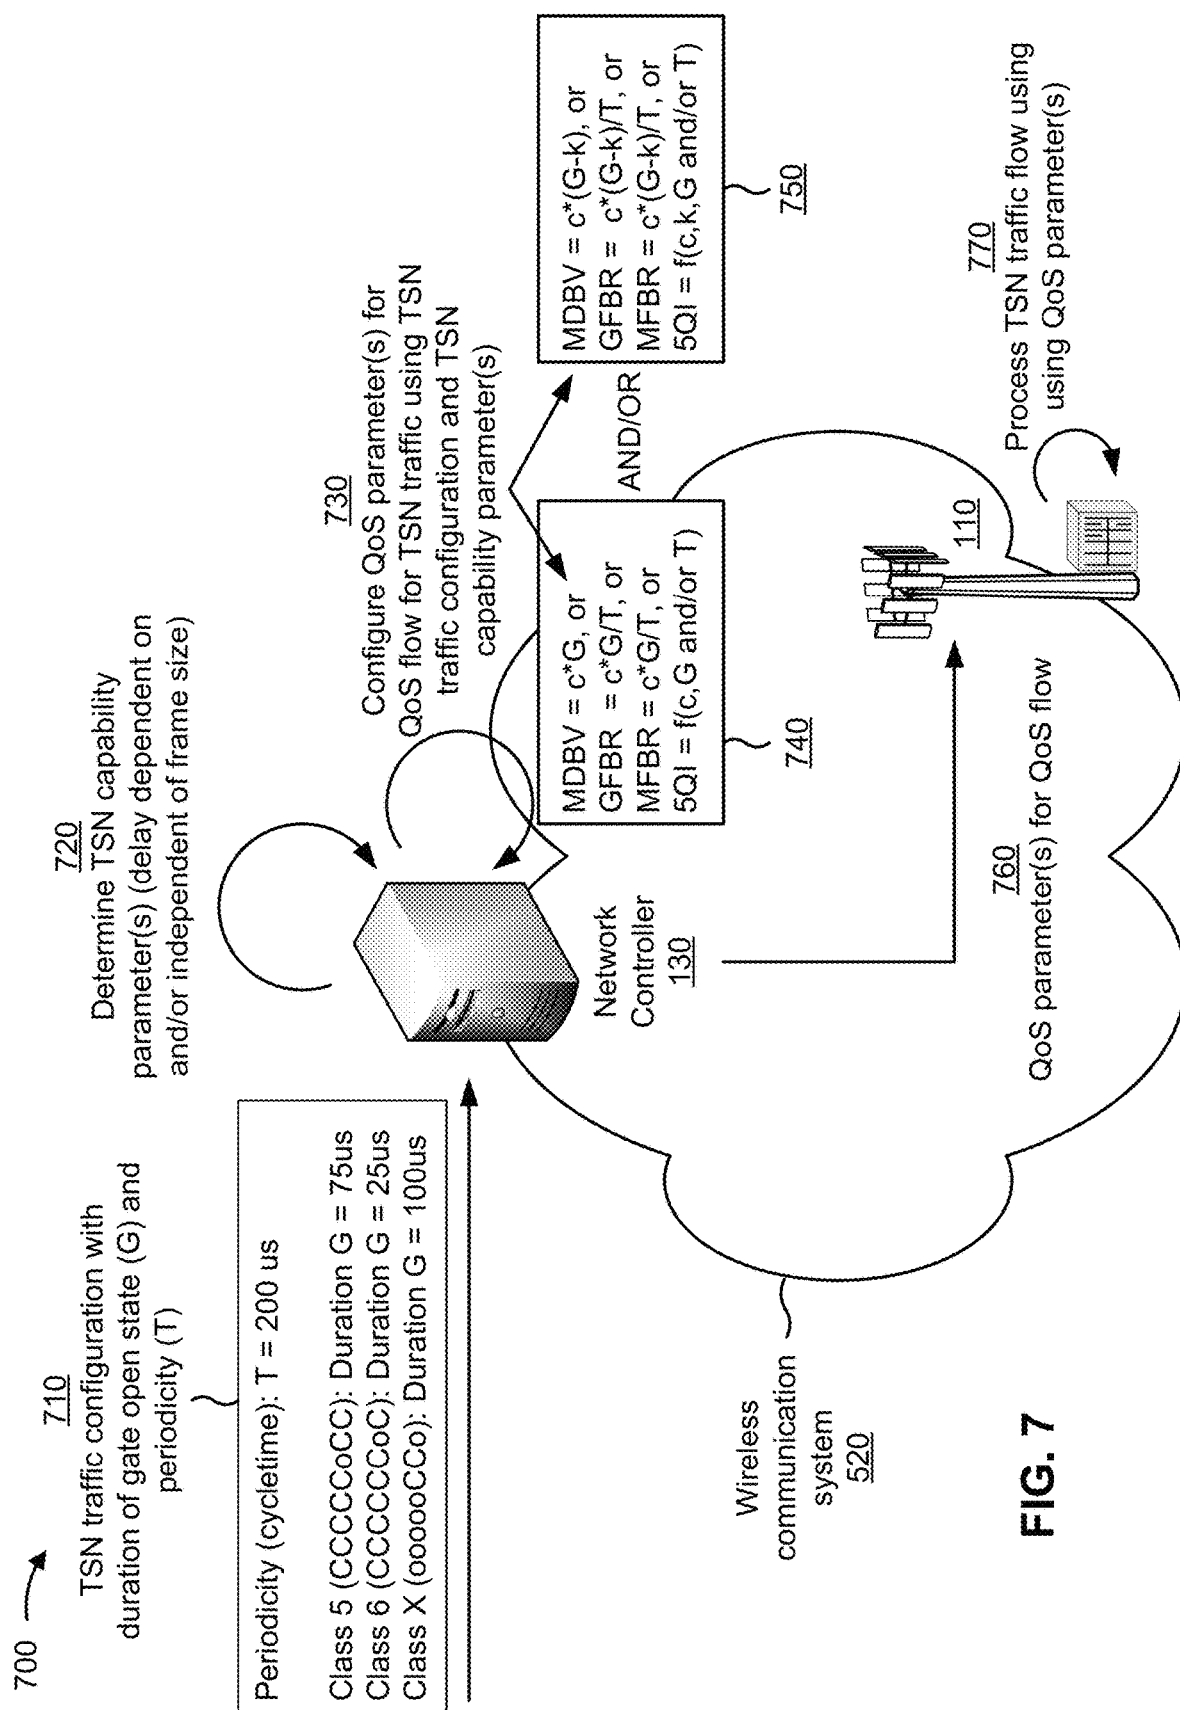 700
710
TSN traffic configuration with
duration of gate open state (G) and
periodicity (T)
Periodicity (cycletime): T = 200 us
Class 5 (CCCCCoCC): Duration G = 75us
Class 6 (CCCCCCoC): Duration G = 25us
Class X (oooooCCo): Duration G = 100us
720
Determine TSN capability
parameter(s) (delay dependent on
and/or independent of frame size)
Network
Controller
130
730
Configure QoS parameter(s) for
QoS flow for TSN traffic using TSN
traffic configuration and TSN
capability parameter(s)
MDBV = c*G, or
GFBR = c*G/T, or
MFBR = c*G/T, or
5QI = f(c,G and/or T)
740
AND/OR
MDBV = c*(G-k), or
GFBR = c*(G-k)/T, or
MFBR = c*(G-k)/T, or
5QI = f(c,k,G and/or T)
750
760
QoS parameter(s) for QoS flow
110
770
Process TSN traffic flow using
using QoS parameter(s)
Wireless
communication
system
520
FIG. 7